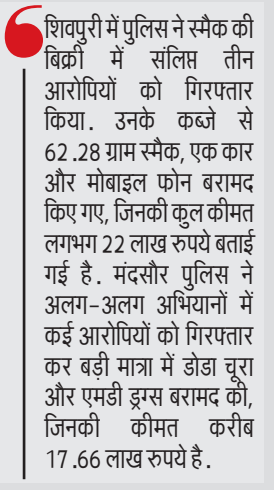 शिवपुरी में पुलिस ने स्मैक की
बिक्री में संलिप्त तीन
आरोपियों को गिरफ्तार
किया. उनके कब्जे से
62.28 ग्राम स्मैक, एक कार
और मोबाइल फोन बरामद
किए गए, जिनकी कुल कीमत
लगभग 22 लाख रुपये बताई
गई है. मंदसौर पुलिस ने
अलग-अलग अभियानों में
कई आरोपियों को गिरफ्तार
कर बड़ी मात्रा में डोडा चूरा
और एमडी ड्रग्स बरामद की,
जिनकी कीमत करीब
17.66 लाख रुपये है.